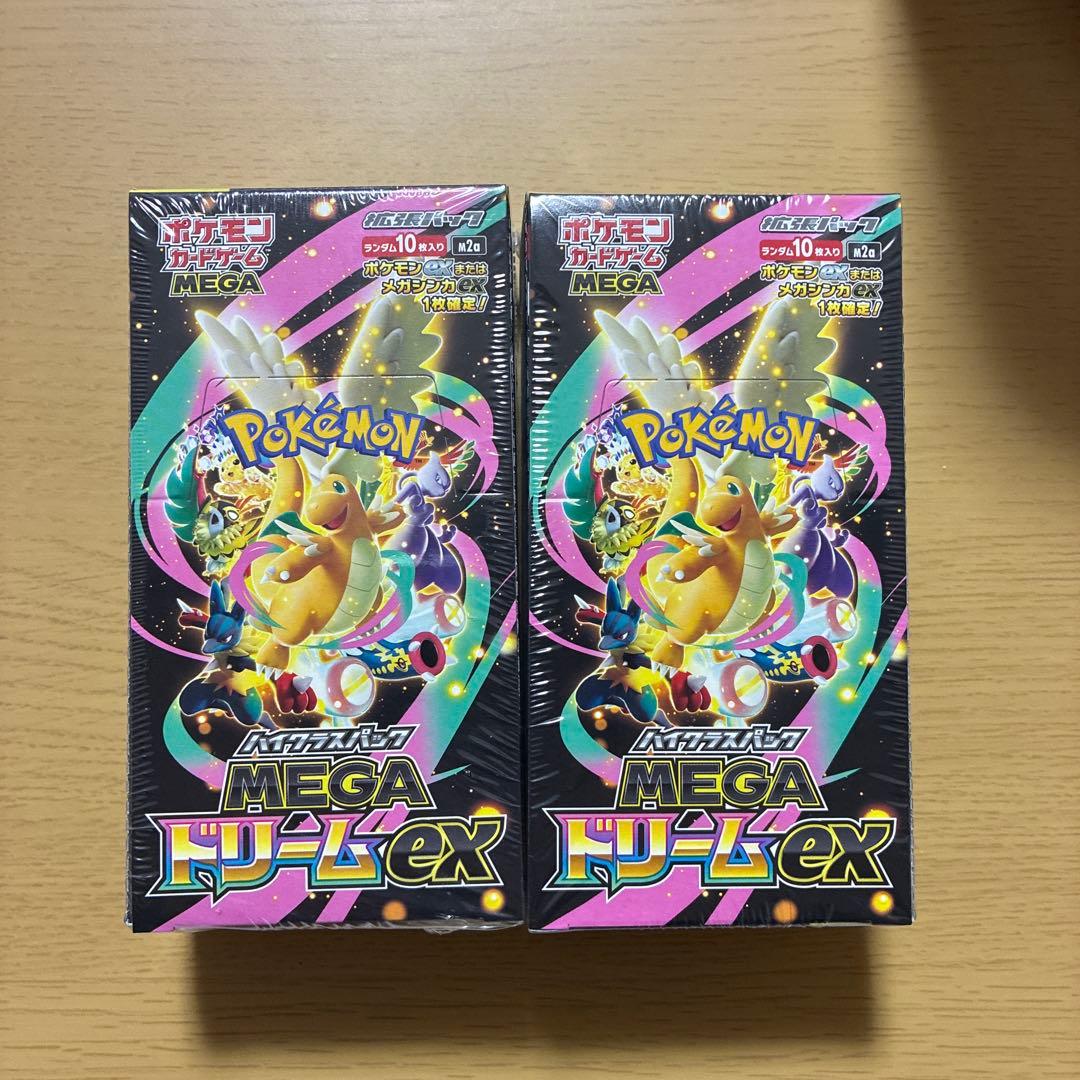 ポケモン
カードゲーム
MEGA
拡張パック
ランダム10枚入り M2a
ポケモンexまたは
メガシンカex
1枚確定!
POKéMON
ハイクラスパック
MEGA
ドリームex
ポケモン
カードゲーム
MEGA
拡張パック
ランダム10枚入り M2a
ポケモンexまたは
メガシンカex
1枚確定!
POKéMON
TM
ハイクラスパック
MEGA
ドリームex